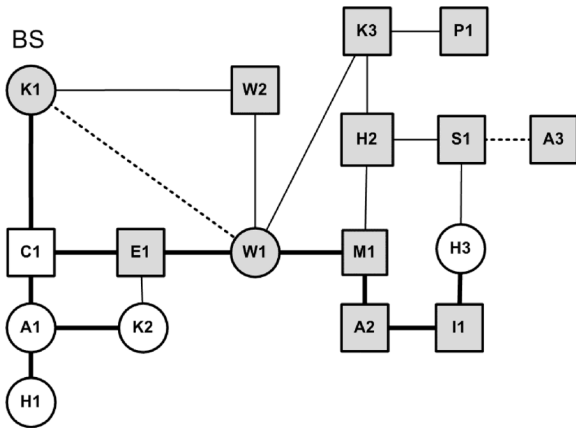 BS
K3 P1
K1 W2
H2 S1 A3
C1 E1 W1 M1 H3
A1 K2 A2 I1
H1